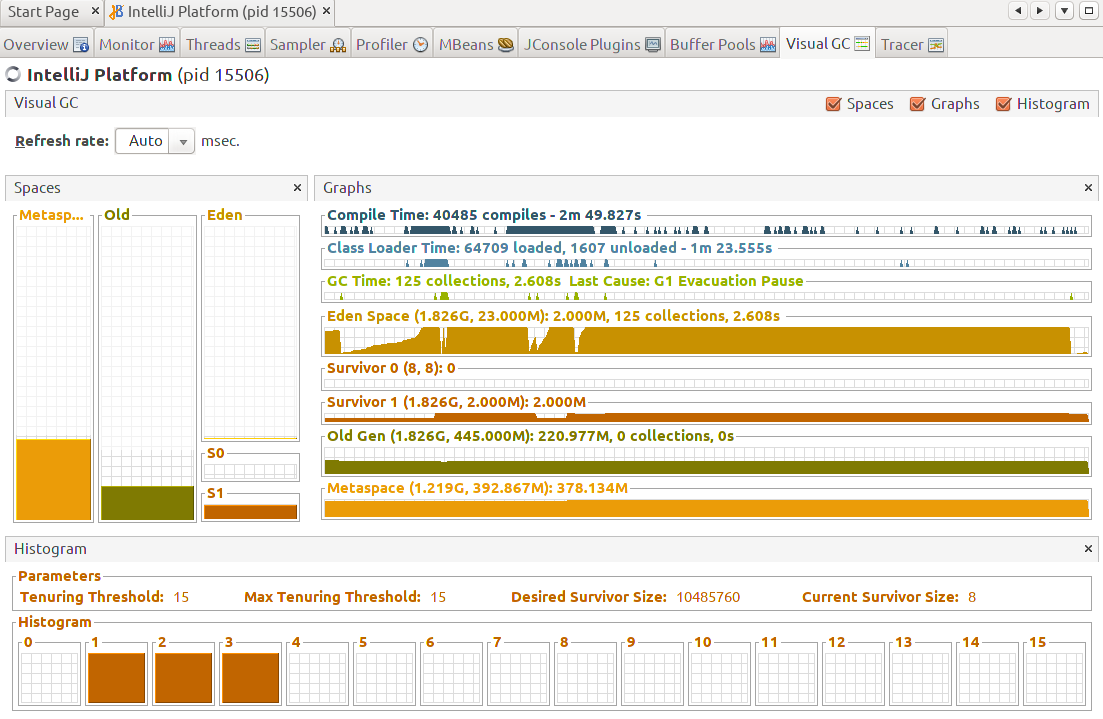 Start Page × IntelliJ Platform (pid 15506) ×
Overview Monitor Threads Sampler Profiler MBeans JConsole Plugins Buffer Pools Visual GC Tracer
IntelliJ Platform (pid 15506)
Visual GC Spaces Graphs Histogram
Refresh rate: Auto msec.
Spaces ×
Metasp... Old Eden
S0
S1
Graphs ×
Compile Time: 40485 compiles - 2m 49.827s
Class Loader Time: 64709 loaded, 1607 unloaded - 1m 23.555s
GC Time: 125 collections, 2.608s Last Cause: G1 Evacuation Pause
Eden Space (1.826G, 23.000M): 2.000M, 125 collections, 2.608s
Survivor 0 (8, 8): 0
Survivor 1 (1.826G, 2.000M): 2.000M
Old Gen (1.826G, 445.000M): 220.977M, 0 collections, 0s
Metaspace (1.219G, 392.867M): 378.134M
Histogram ×
Parameters
Tenuring Threshold: 15 Max Tenuring Threshold: 15 Desired Survivor Size: 10485760 Current Survivor Size: 8
Histogram
0 1 2 3 4 5 6 7 8 9 10 11 12 13 14 15